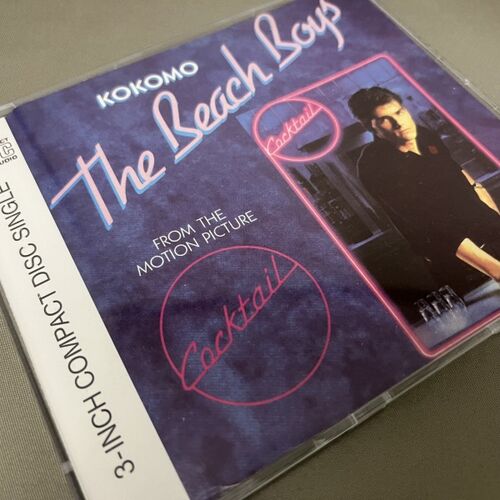 KOKOMO
The Beach Boys
Cocktail
FROM THE
MOTION PICTURE
Cocktail
3-INCH COMPACT DISC SINGLE